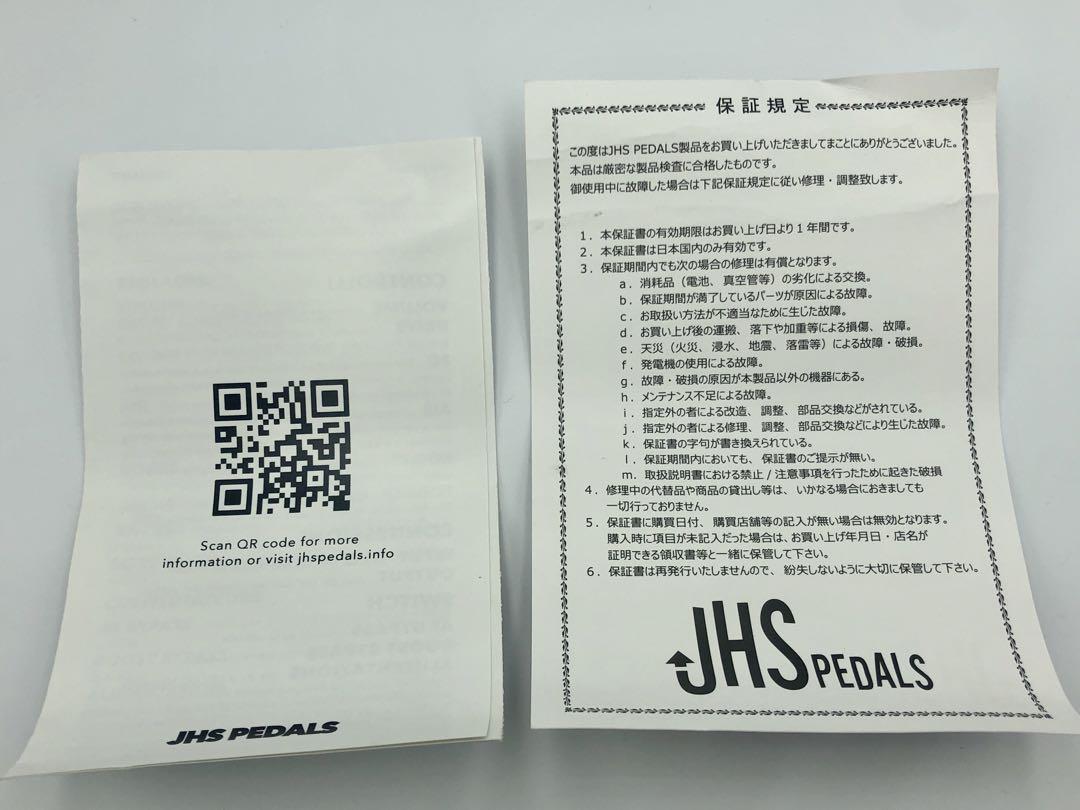 Scan QR code for more
information or visit jhspedals.info
JHS PEDALS
保証規定
この度はJHS PEDALS製品をお買い上げいただきましてまことにありがとうございました。
本品は厳密な製品検査に合格したものです。
御使用中に故障した場合は下記保証規定に従い修理・調整致します。
1．本保証書の有効期限はお買い上げ日より1年間です。
2．本保証書は日本国内のみ有効です。
3．保証期間内でも次の場合の修理は有償となります。
a．消耗品（電池、真空管等）の劣化による交換。
b．保証期間が満了しているパーツが原因による故障。
c．お取扱い方法が不適当なために生じた故障。
d．お買い上げ後の運搬、落下や加重等による損傷、故障。
e．天災（火災、浸水、地震、落雷等）による故障・破損。
f．発電機の使用による故障。
g．故障・破損の原因が本製品以外の機器にある。
h．メンテナンス不足による故障。
i．指定外の者による改造、調整、部品交換などがされている。
j．指定外の者による修理、調整、部品交換などにより生じた故障。
k．保証書の字句が書き換えられている。
l．保証期間内においても、保証書のご提示が無い。
m．取扱説明書における禁止/注意事項を行ったために起きた破損
4．修理中の代替品や商品の貸出し等は、いかなる場合におきましても
一切行っておりません。
5．保証書に購買日付、購買店舗等の記入が無い場合は無効となります。
購入時に項目が未記入だった場合は、お買い上げ年月日・店名が
証明できる領収書等と一緒に保管して下さい。
6．保証書は再発行いたしませんので、紛失しないように大切に保管して下さい。
JHS PEDALS